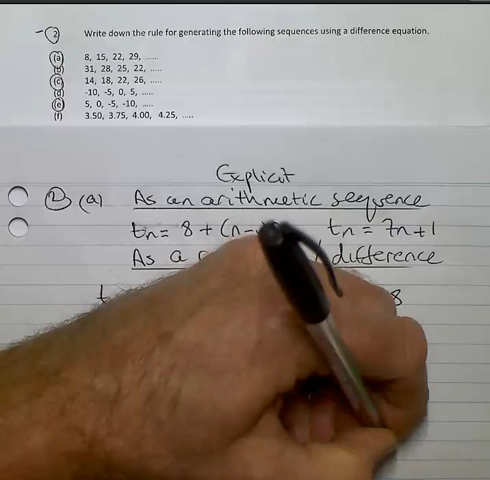 2 Write down the rule for generating the following sequences using a difference equation.
(a) 8, 15, 22, 29, ......
(b) 31, 28, 25, 22, .....
(c) 14, 18, 22, 26, .....
(d) -10, -5, 0, 5, .....
(e) 5, 0, -5, -10, .....
(f) 3.50, 3.75, 4.00, 4.25, .....
Explicit
2 (a) As an arithmetic sequence
tn = 8 + (n- tn = 7n+1
As a difference
t 8